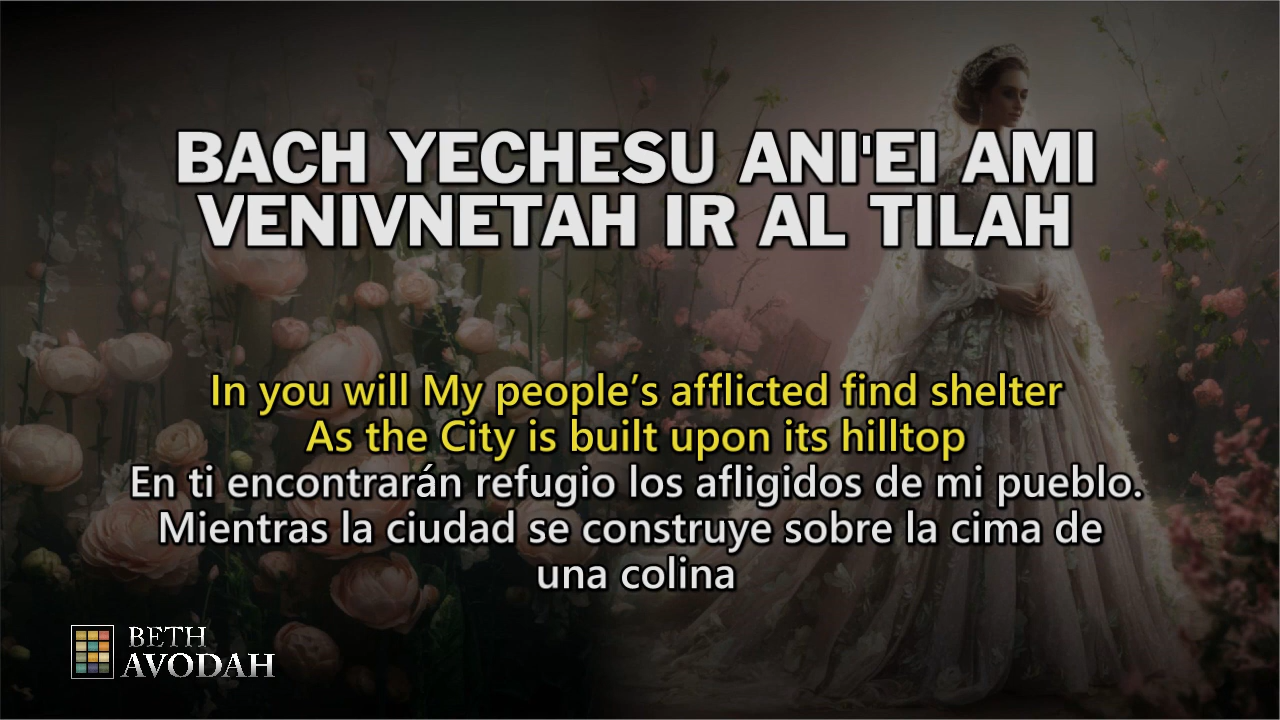 BACH YECHESU ANI'EI AMI
VENIVNETAH IR AL TILAH
In you will My people’s afflicted find shelter
As the City is built upon its hilltop
En ti encontrarán refugio los afligidos de mi pueblo.
Mientras la ciudad se construye sobre la cima de
una colina
BETH
AVODAH